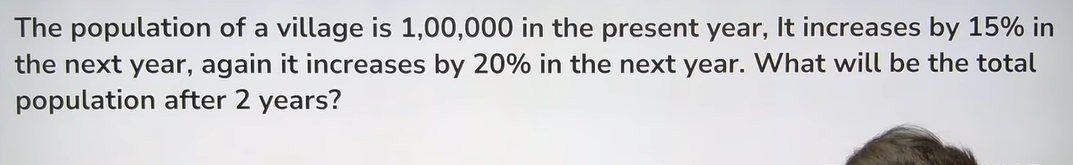 The population of a village is 1,00,000 in the present year, It increases by 15% in
the next year, again it increases by 20% in the next year. What will be the total
population after 2 years?